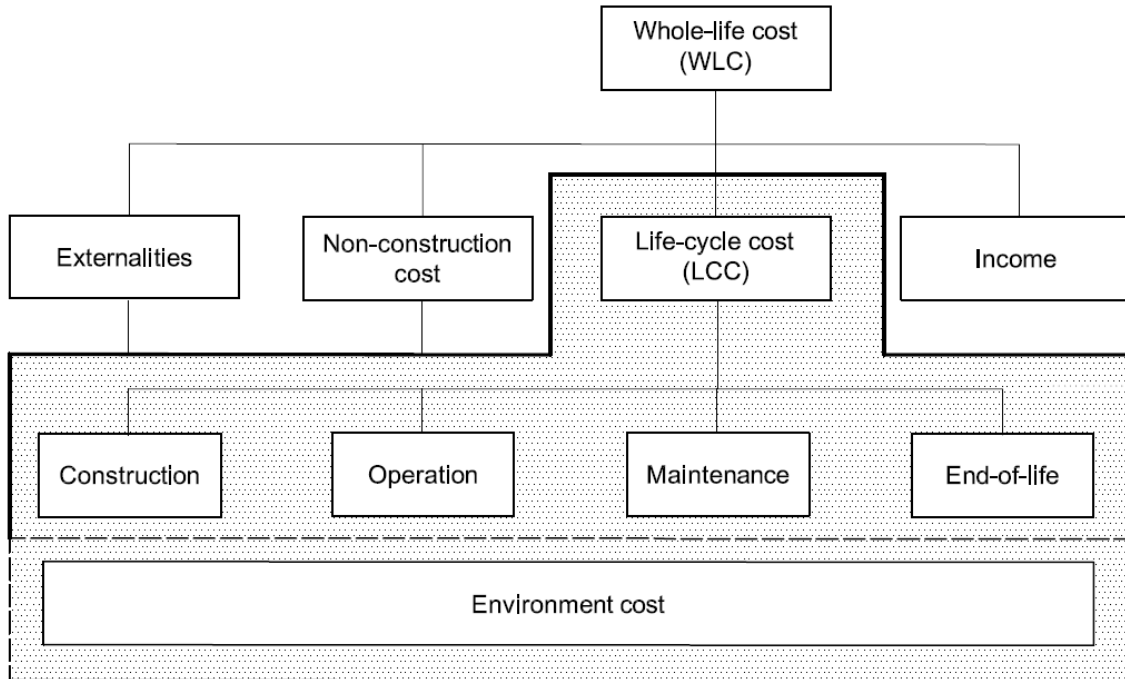 Whole-life cost
(WLC)
Externalities
Non-construction
cost
Life-cycle cost
(LCC)
Income
Construction
Operation
Maintenance
End-of-life
Environment cost